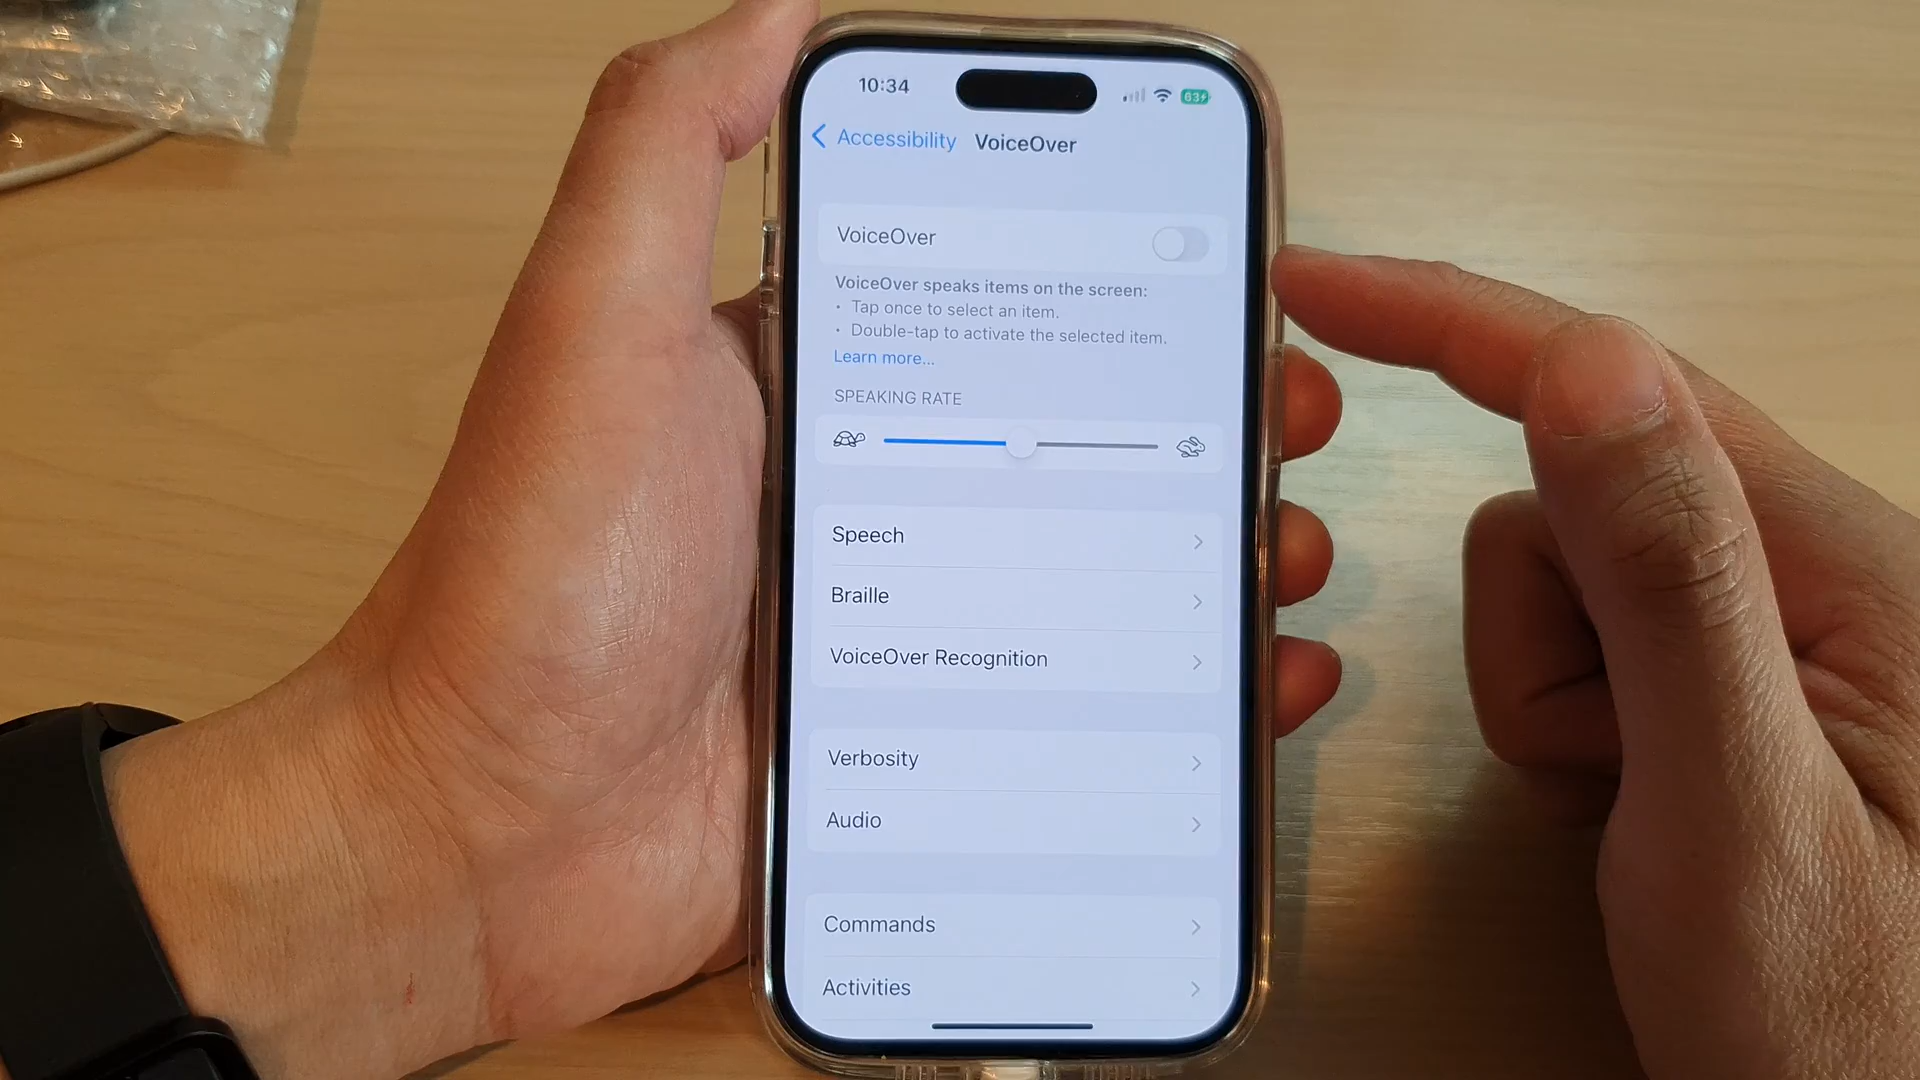 10:34
63
Accessibility
VoiceOver
VoiceOver
VoiceOver speaks items on the screen:
• Tap once to select an item.
• Double-tap to activate the selected item.
Learn more...
SPEAKING RATE
Speech
Braille
VoiceOver Recognition
Verbosity
Audio
Commands
Activities